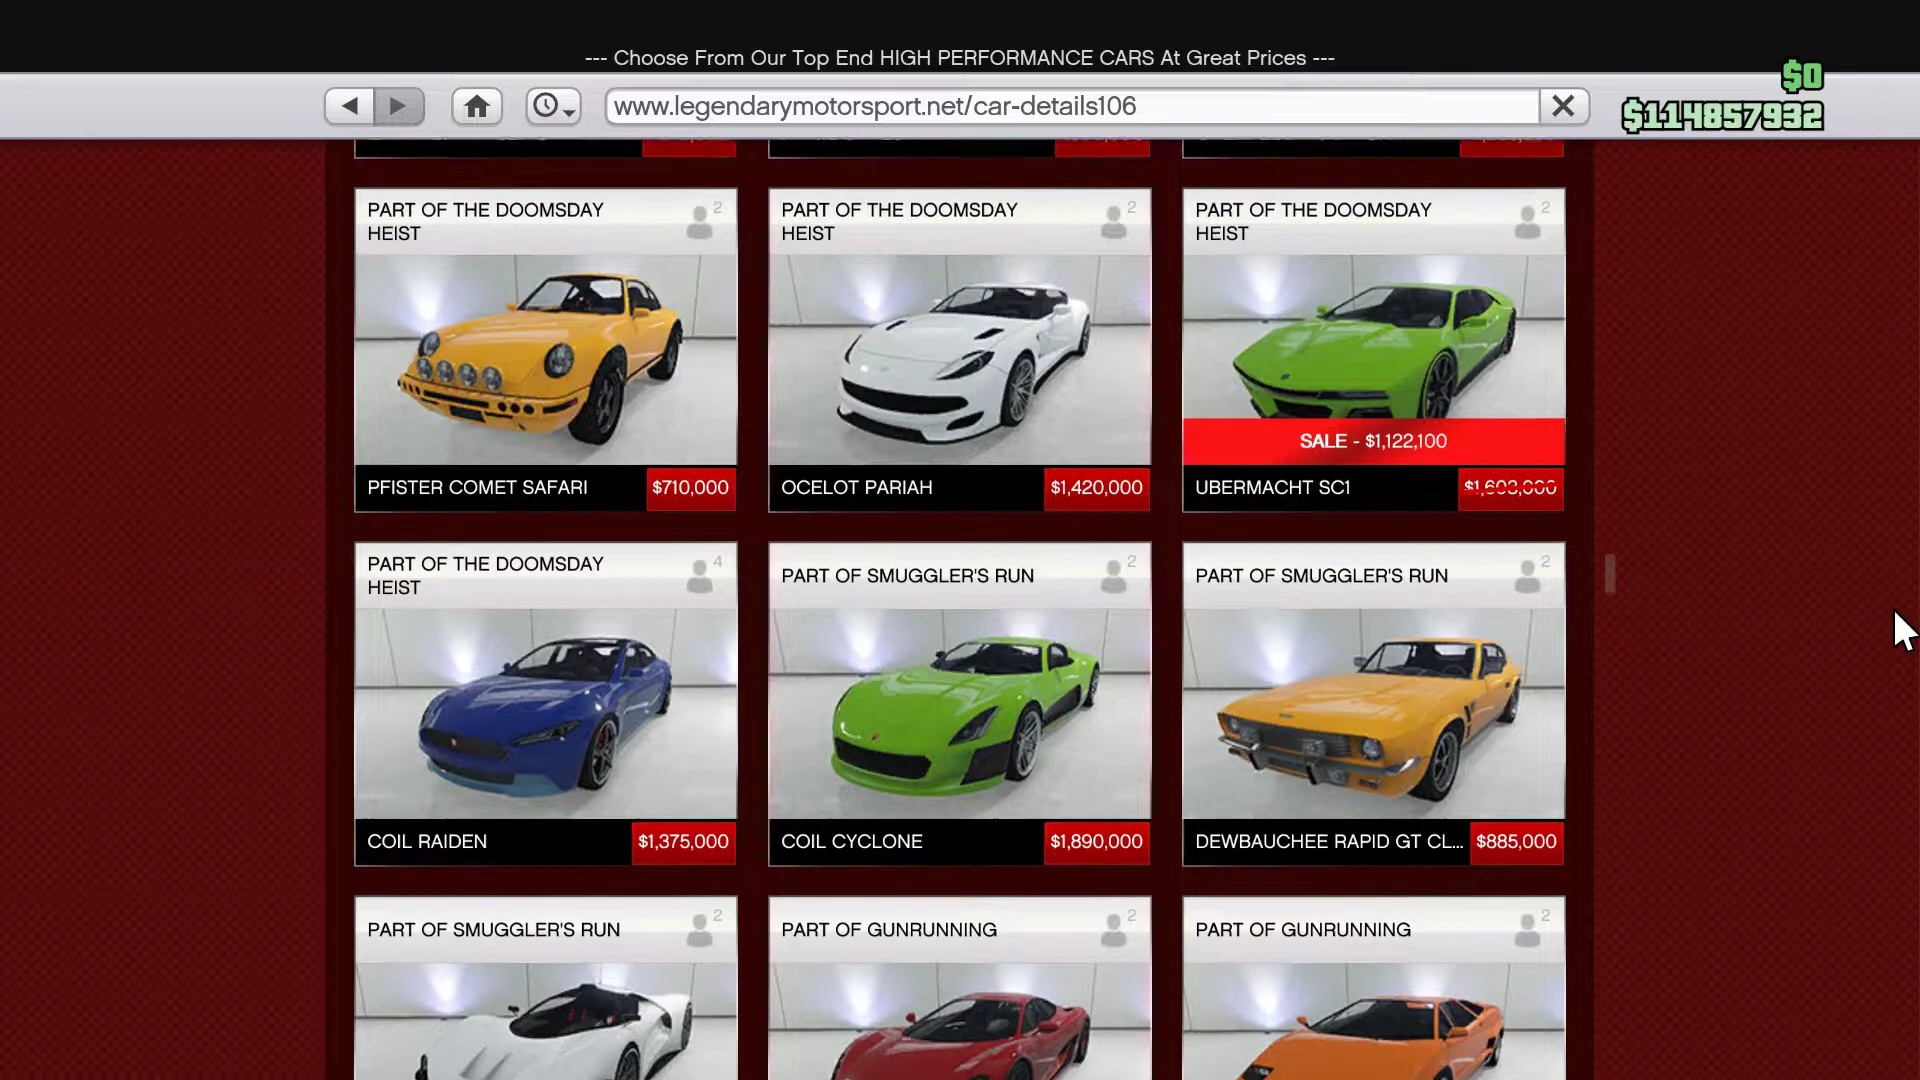 --- Choose From Our Top End HIGH PERFORMANCE CARS At Great Prices ---
$0
www.legendarymotorsport.net/car-details106
$114857932
PART OF THE DOOMSDAY
HEIST
2
PART OF THE DOOMSDAY
HEIST
2
PART OF THE DOOMSDAY
HEIST
2
SALE - $1,122,100
PFISTER COMET SAFARI $710,000
OCELOT PARIAH $1,420,000
UBERMACHT SC1 $1,603,000
PART OF THE DOOMSDAY
HEIST
4
PART OF SMUGGLER'S RUN
2
PART OF SMUGGLER'S RUN
2
COIL RAIDEN $1,375,000
COIL CYCLONE $1,890,000
DEWBAUCHEE RAPID GT CL... $885,000
PART OF SMUGGLER'S RUN
2
PART OF GUNRUNNING
2
PART OF GUNRUNNING
2